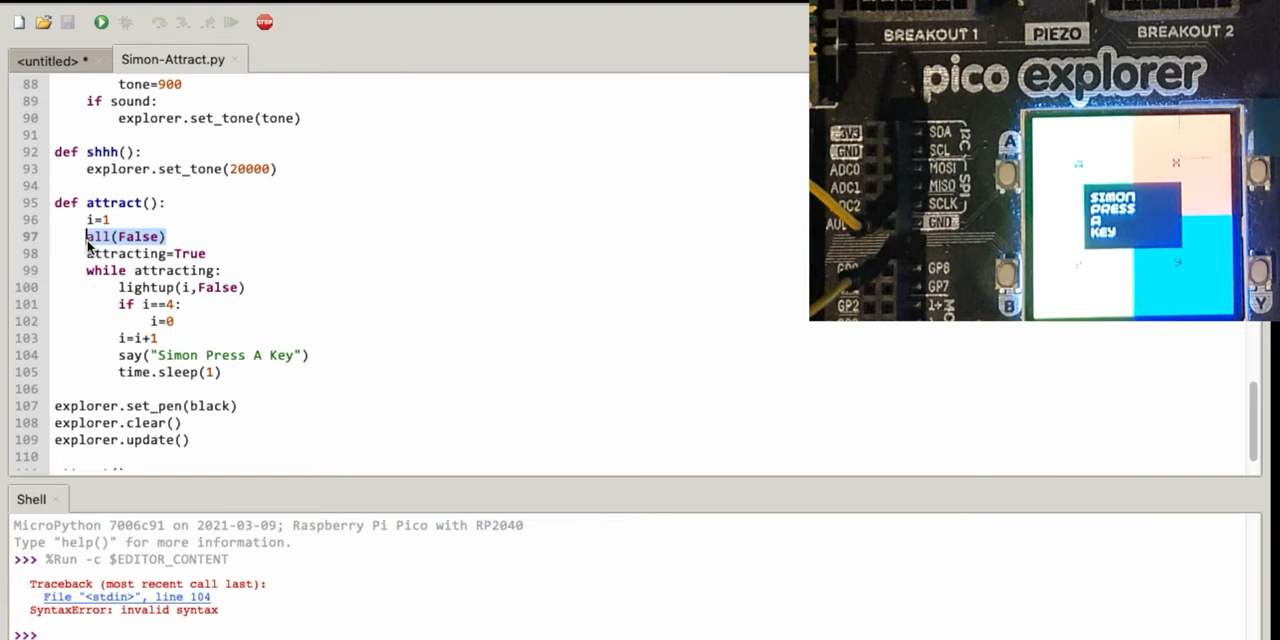 <untitled> *
Simon-Attract.py
88 tone=900
89 if sound:
90 explorer.set_tone(tone)
91
92 def shhh():
93 explorer.set_tone(20000)
94
95 def attract():
96 i=1
97 all(False)
98 attracting=True
99 while attracting:
100 lightup(i,False)
101 if i==4:
102 i=0
103 i=i+1
104 say("Simon Press A Key")
105 time.sleep(1)
106
107 explorer.set_pen(black)
108 explorer.clear()
109 explorer.update()
110
Shell
MicroPython 7006c91 on 2021-03-09; Raspberry Pi Pico with RP2040
Type "help()" for more information.
>>> %Run -c $EDITOR_CONTENT
Traceback (most recent call last):
File "<stdin>", line 104
SyntaxError: invalid syntax
>>>
BREAKOUT 1
PIEZO
BREAKOUT 2
pico explorer
3V3
GND
ADC0
ADC1
ADC2
SDA
SCL
MOSI
MISO
SCLK
GND
I2C
SPI
GP2
GP6
GP7
A
B
Y
SIMON
PRESS
A
KEY
STOP